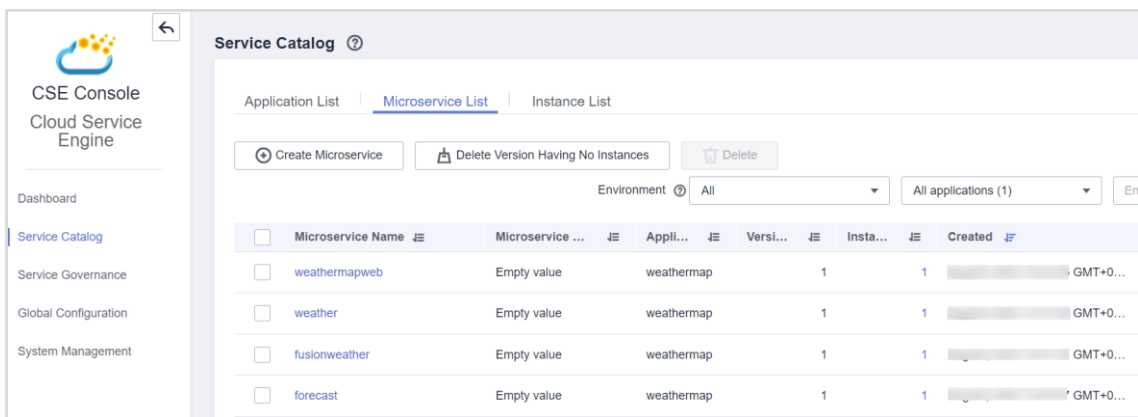 Service Catalog
CSE Console
Cloud Service
Engine
Dashboard
Service Catalog
Service Governance
Global Configuration
System Management
Application List Microservice List Instance List
Create Microservice Delete Version Having No Instances Delete
Environment All All applications (1) En
Microservice Name Microservice ... Appli... Versi... Insta... Created
weathermapweb Empty value weathermap 1 1 GMT+0...
weather Empty value weathermap 1 1 GMT+0...
fusionweather Empty value weathermap 1 1 GMT+0...
forecast Empty value weathermap 1 1 GMT+0...